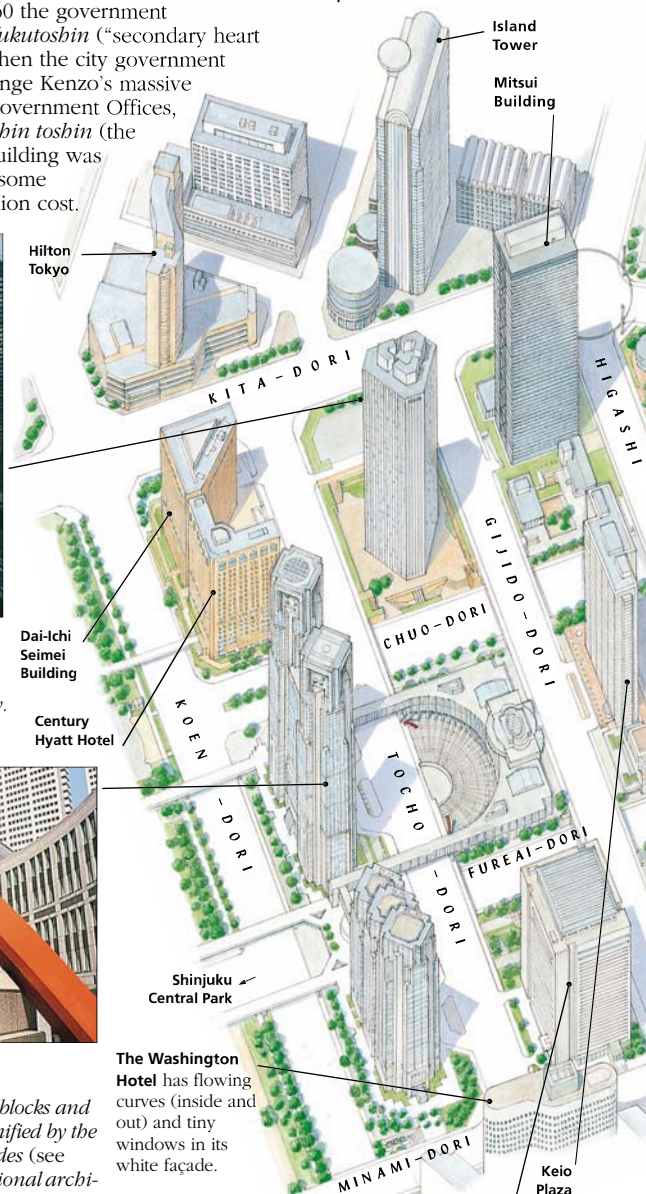 60 the government
fukutoshin (“secondary heart
hen the city government
nge Kenzo’s massive
overnment Offices,
shin toshin (the
uilding was
some
ion cost.
Island
Tower
Mitsui
Building
Hilton
Tokyo
KITA–DORI
HIGASHI
GIJIDO–DORI
CHUO–DORI
Dai-Ichi
Seimei
Building
y.
Century
Hyatt Hotel
KOEN–DORI
TOCHO–DORI
FUREAI–DORI
Shinjuku
Central Park
The Washington
Hotel has flowing
curves (inside and
out) and tiny
windows in its
white façade.
blocks and
nified by the
des (see
ional archi-
MINAMI–DORI
Keio
Plaza